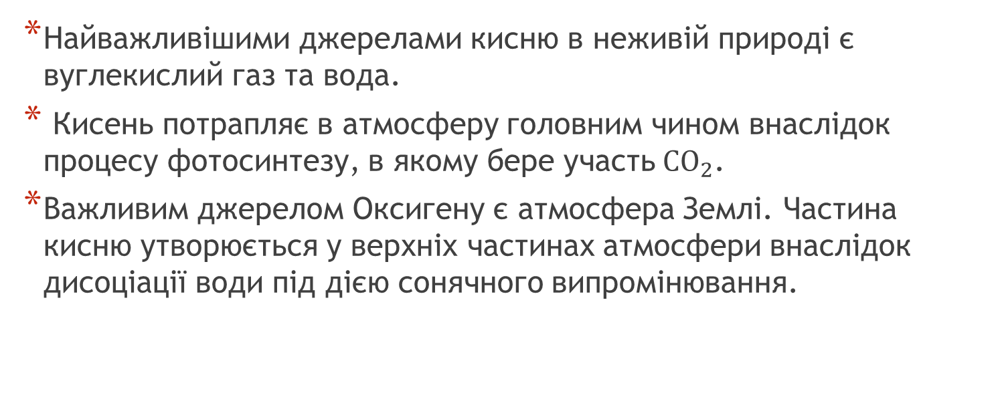 *Найважливішими джерелами кисню в неживій природі є
вуглекислий газ та вода.
* Кисень потрапляє в атмосферу головним чином внаслідок
процесу фотосинтезу, в якому бере участь CO₂.
*Важливим джерелом Оксигену є атмосфера Землі. Частина
кисню утворюється у верхніх частинах атмосфери внаслідок
дисоціації води під дією сонячного випромінювання.